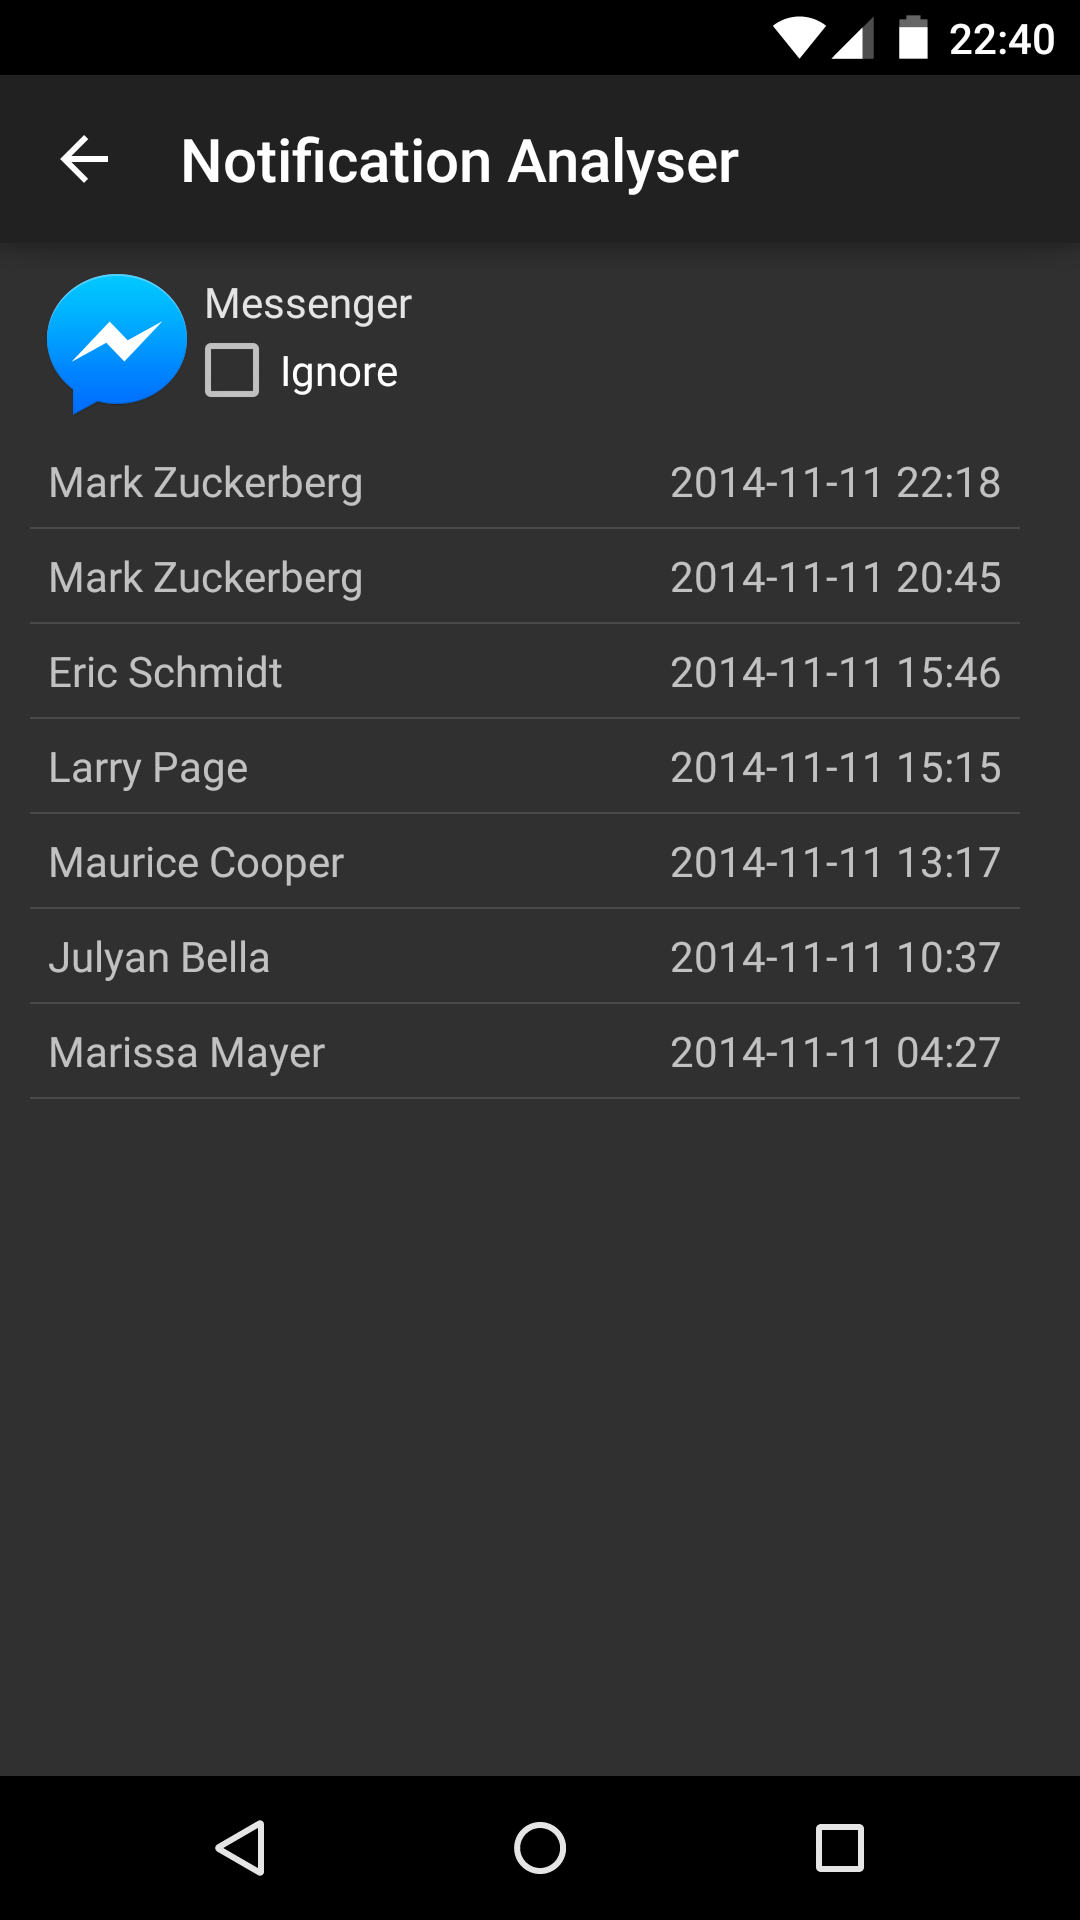 22:40
Notification Analyser
Messenger
Ignore
Mark Zuckerberg 2014-11-11 22:18
Mark Zuckerberg 2014-11-11 20:45
Eric Schmidt 2014-11-11 15:46
Larry Page 2014-11-11 15:15
Maurice Cooper 2014-11-11 13:17
Julyan Bella 2014-11-11 10:37
Marissa Mayer 2014-11-11 04:27